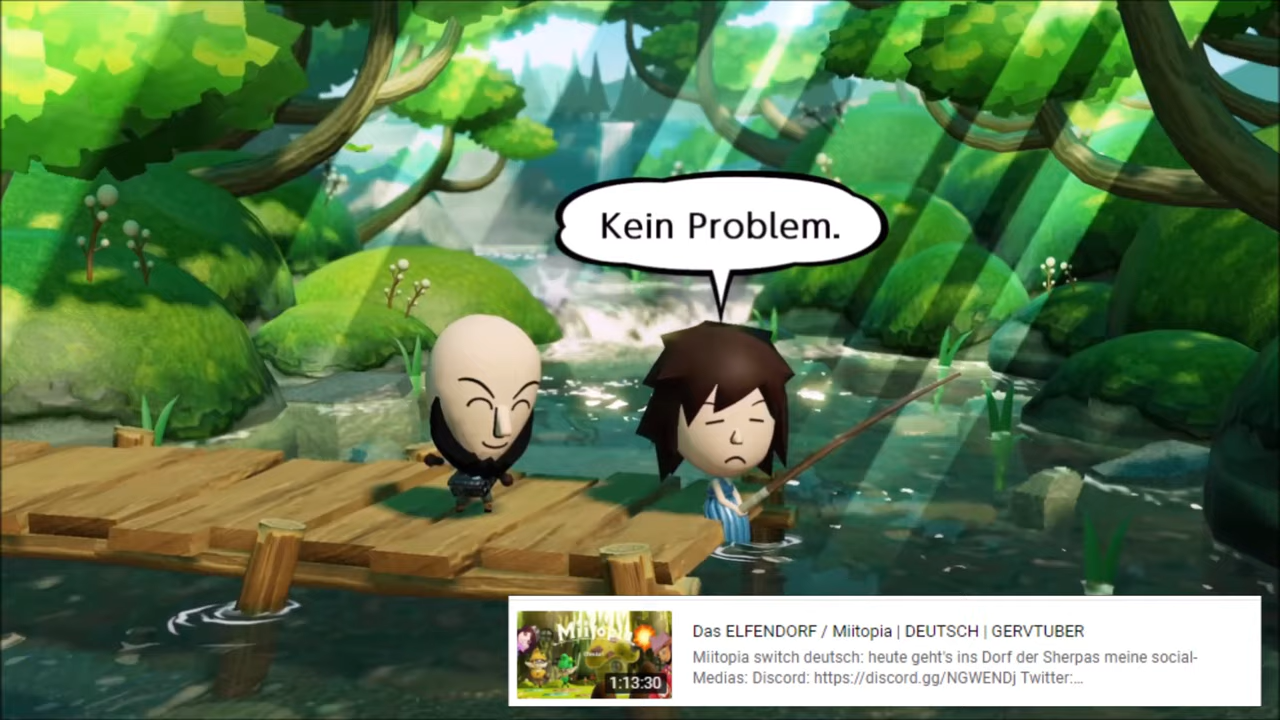 Kein Problem.
Miitopia
1:13:30
Das ELFENDORF / Miitopia | DEUTSCH | GERVTUBER
Miitopia switch deutsch: heute geht's ins Dorf der Sherpas meine social-
Medias: Discord: https://discord.gg/NGWENDj Twitter:...